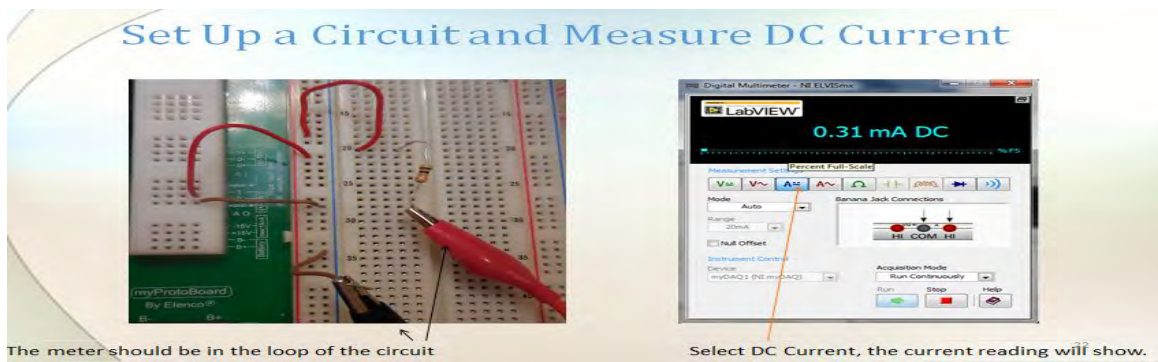 Set Up a Circuit and Measure DC Current
myProtoBoard
By Elenco®
B- B+
The meter should be in the loop of the circuit
Digital Multimeter - NI ELVISmx
LabVIEW
0.31 mA DC
%FS
Percent Full-Scale
Measurement Settings
V V A A Ω
Mode
Auto
Banana Jack Connections
Range
20mA
HI COM HI
Null Offset
Instrument Control
Device
myDAQ1 (NI myDAQ)
Acquisition Mode
Run Continuously
Run Stop Help
Select DC Current, the current reading will show.